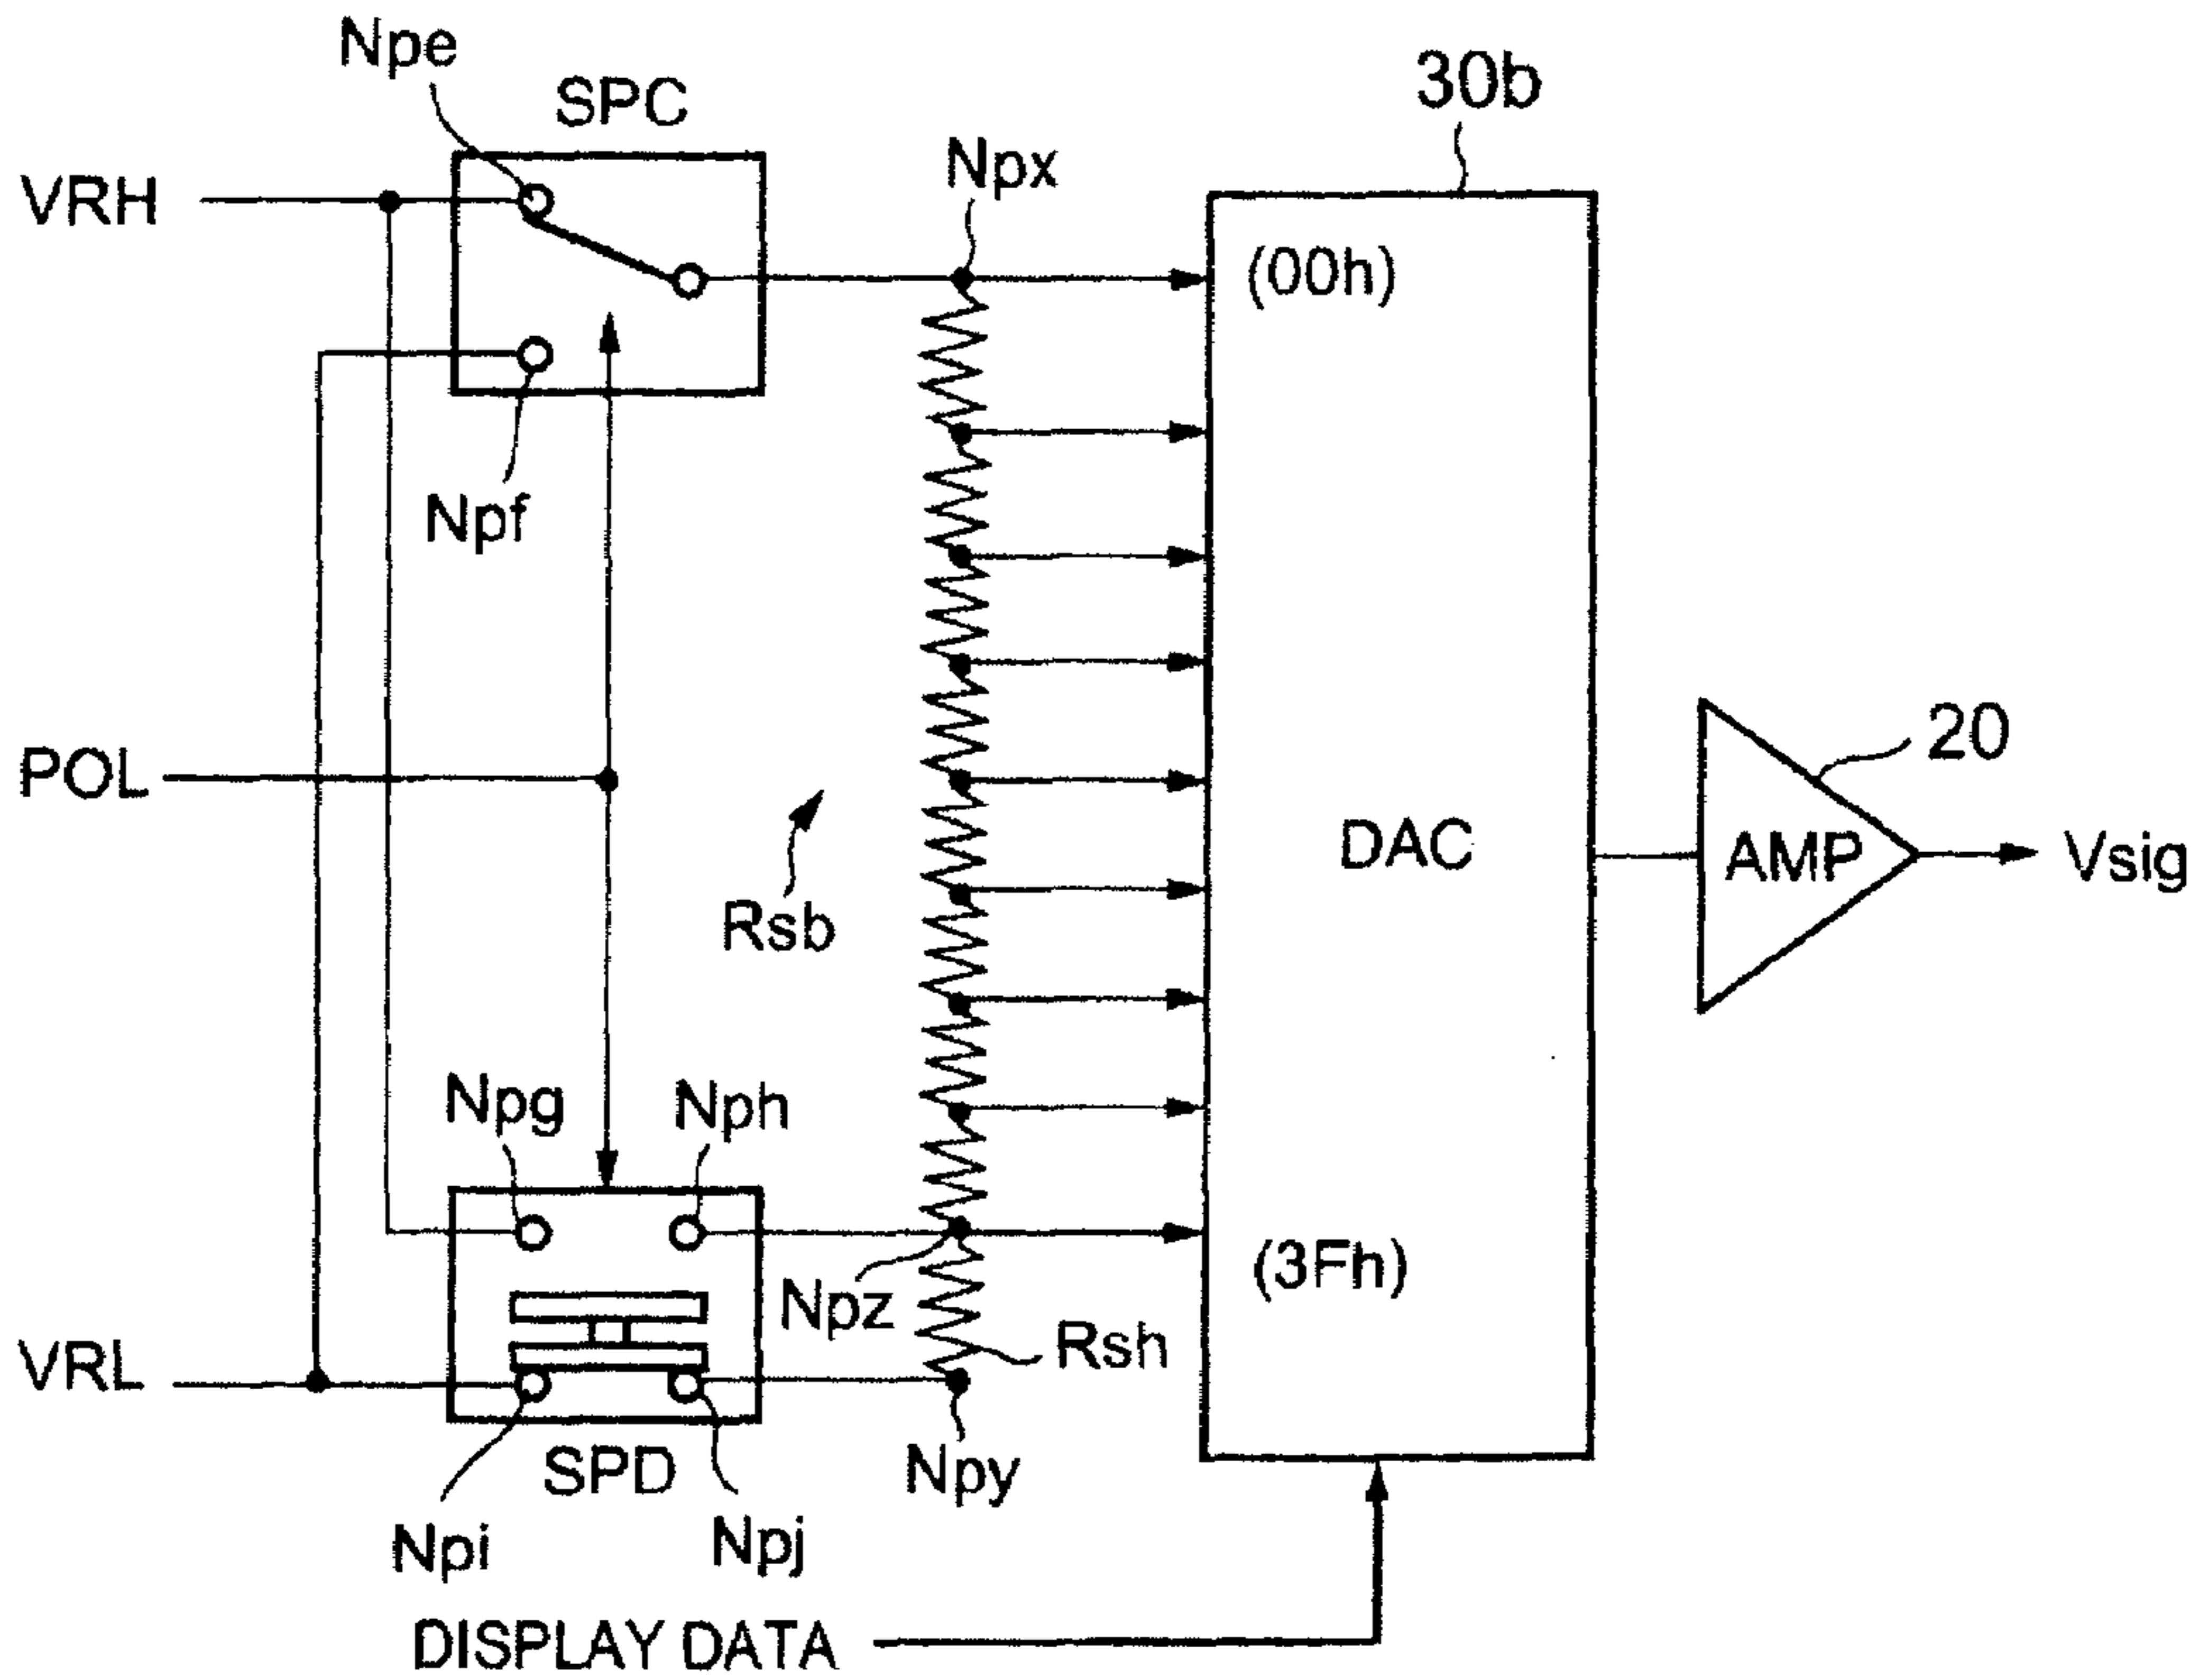 Npe
SPC
30b
VRH
Npx
(00h)
Npf
POL
20
DAC
AMP
Vsig
Rsb
Npg
Nph
(3Fh)
Npz
Rsh
VRL
SPD
Npy
Npi
Npj
DISPLAY DATA